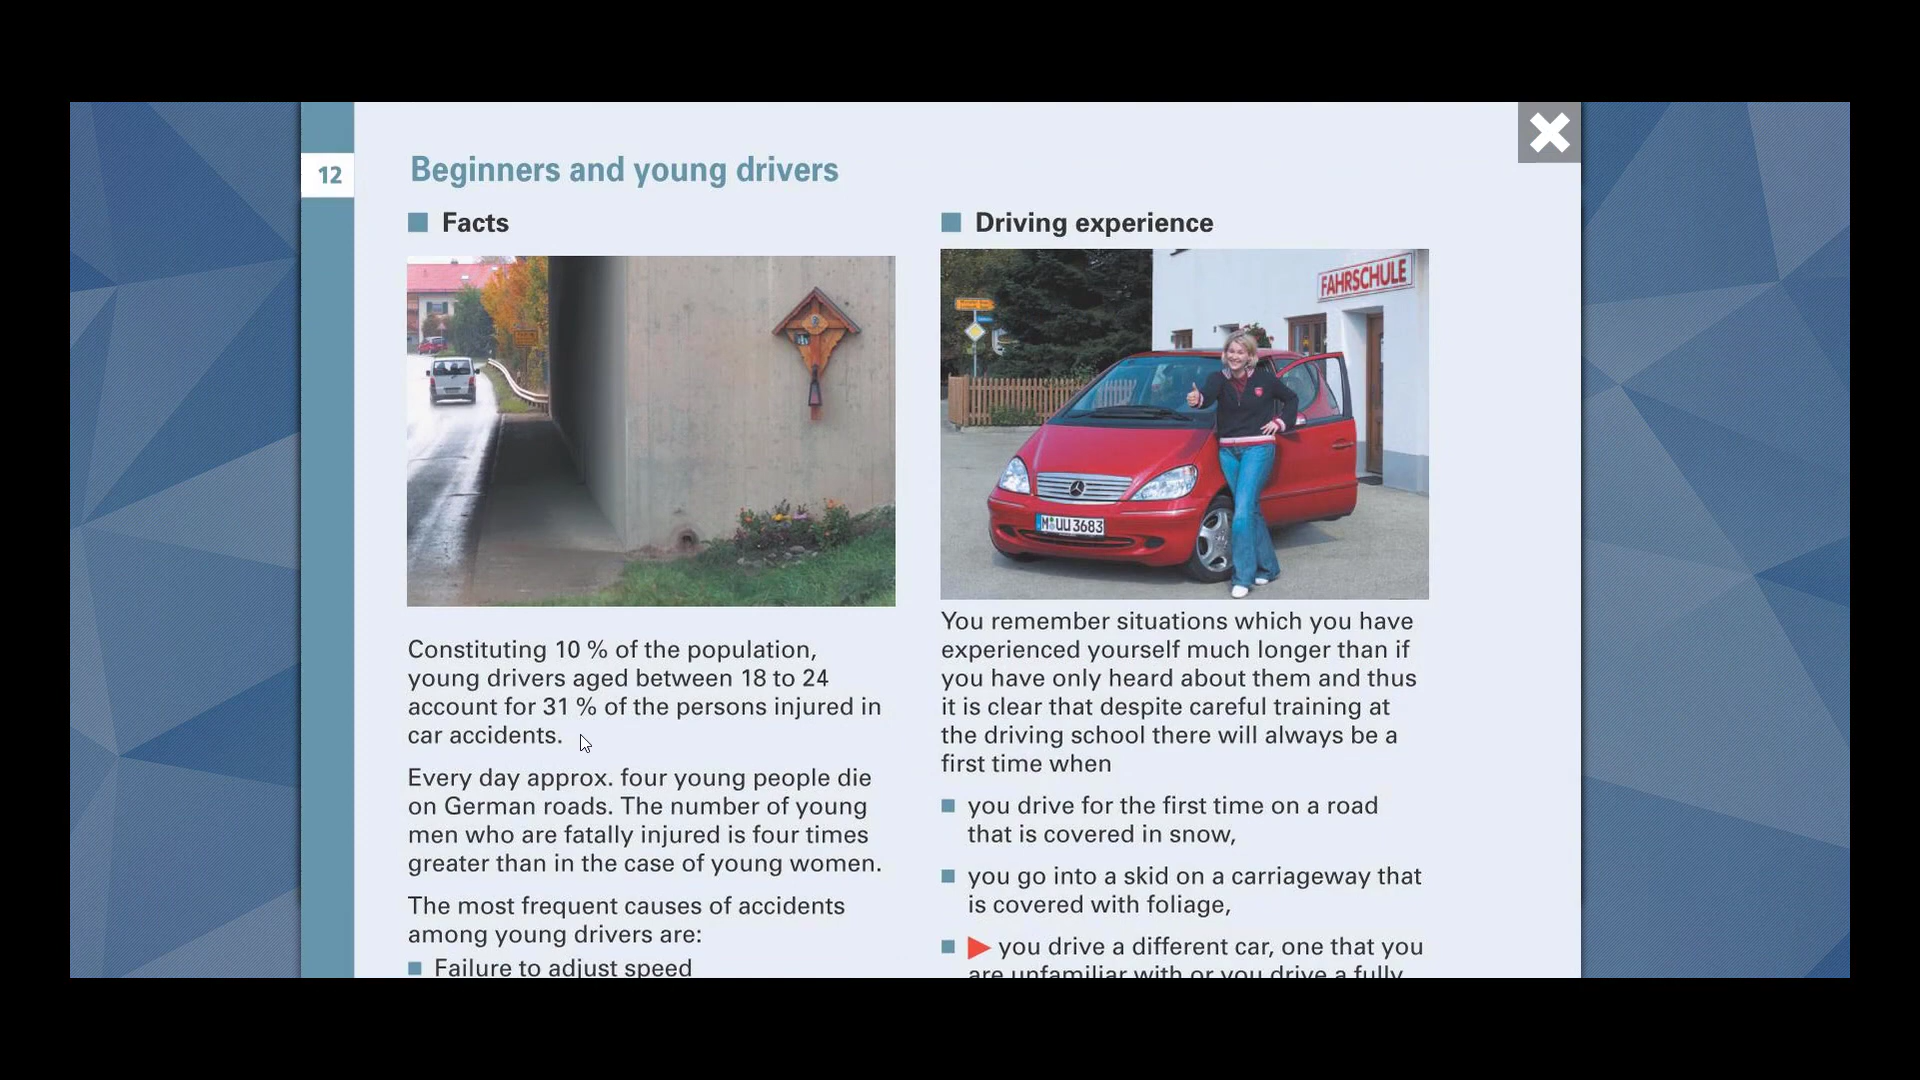 12
Beginners and young drivers
Facts
Constituting 10 % of the population,
young drivers aged between 18 to 24
account for 31 % of the persons injured in
car accidents.
Every day approx. four young people die
on German roads. The number of young
men who are fatally injured is four times
greater than in the case of young women.
The most frequent causes of accidents
among young drivers are:
Failure to adjust speed
Driving experience
FAHRSCHULE
M UU 3683
You remember situations which you have
experienced yourself much longer than if
you have only heard about them and thus
it is clear that despite careful training at
the driving school there will always be a
first time when
you drive for the first time on a road
that is covered in snow,
you go into a skid on a carriageway that
is covered with foliage,
you drive a different car, one that you
are unfamiliar with or you drive a fully